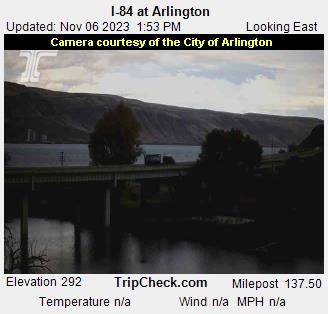 I-84 at Arlington
Updated: Nov 06 2023 1:53 PM Looking East
Camera courtesy of the City of Arlington
Elevation 292 TripCheck.com Milepost 137.50
Temperature n/a Wind n/a MPH n/a